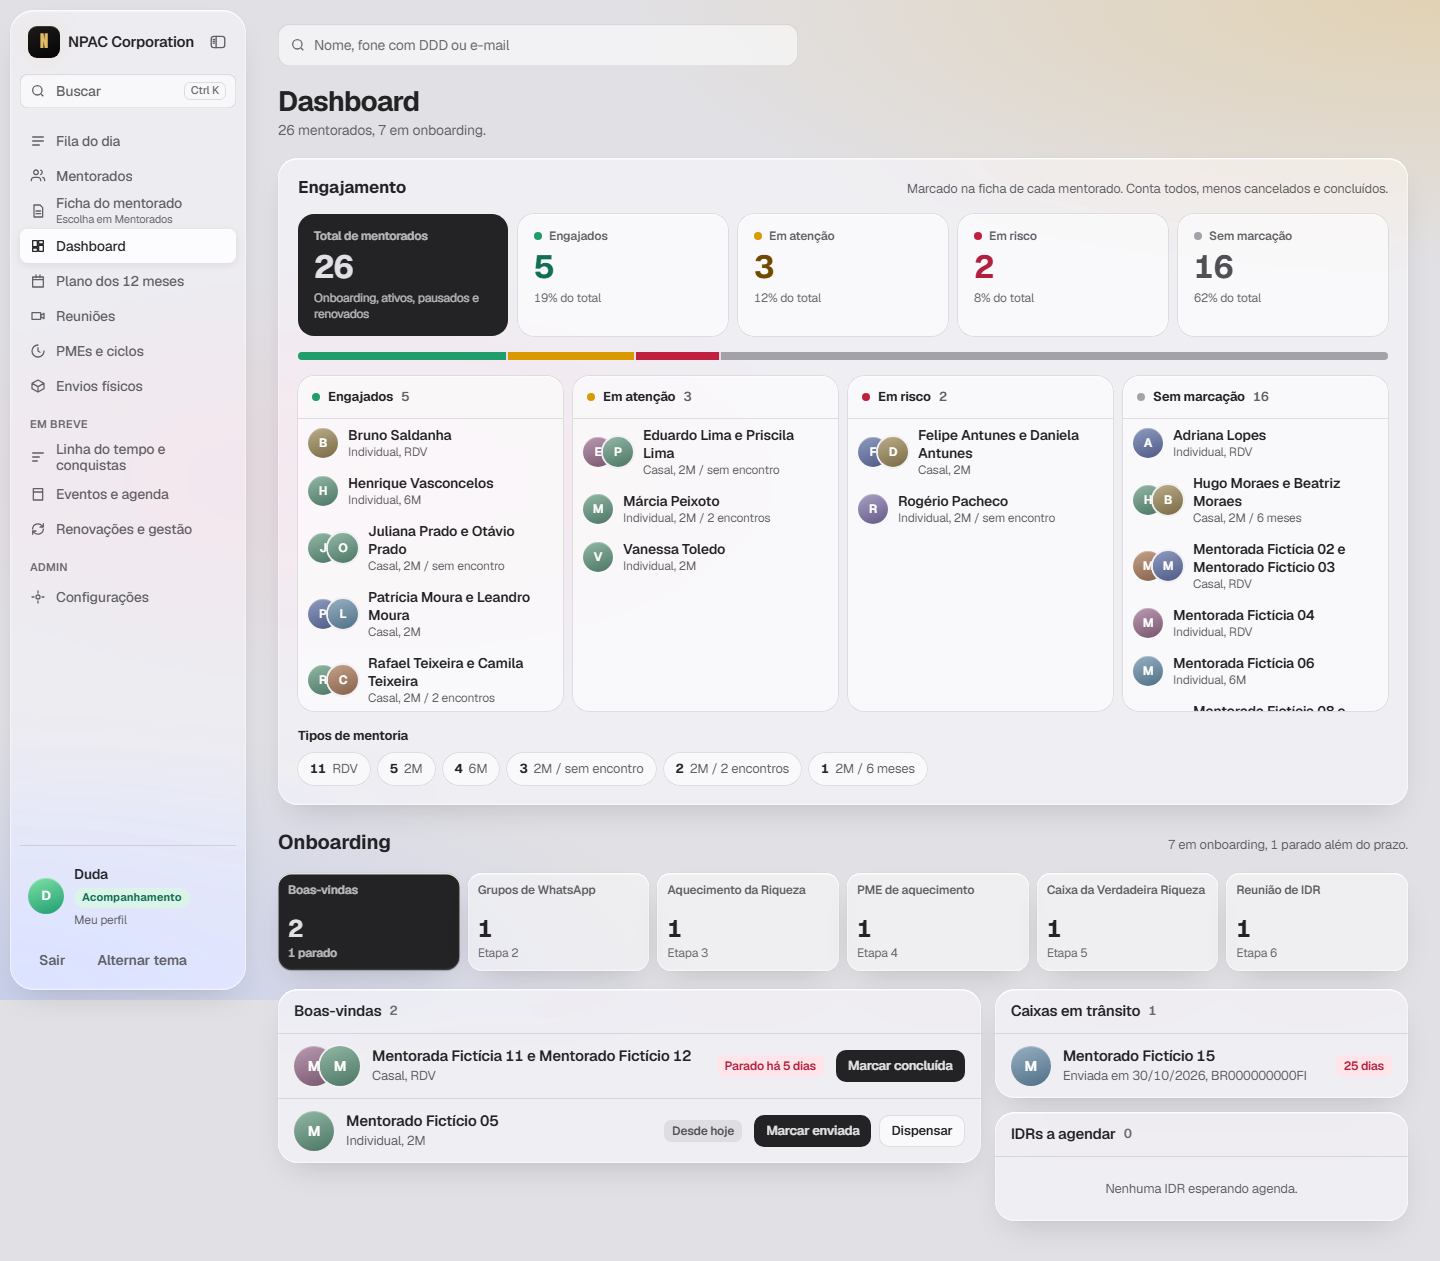 N NPAC Corporation
Buscar Ctrl K
Fila do dia
Mentorados
Ficha do mentorado
Escolha em Mentorados
Dashboard
Plano dos 12 meses
Reuniões
PMEs e ciclos
Envios físicos
EM BREVE
Linha do tempo e
conquistas
Eventos e agenda
Renovações e gestão
ADMIN
Configurações
D
Duda
Acompanhamento
Meu perfil
Sair Alternar tema
Nome, fone com DDD ou e-mail
Dashboard
26 mentorados, 7 em onboarding.
Engajamento
Marcado na ficha de cada mentorado. Conta todos, menos cancelados e concluídos.
Total de mentorados
26
Onboarding, ativos, pausados e
renovados
Engajados
5
19% do total
Em atenção
3
12% do total
Em risco
2
8% do total
Sem marcação
16
62% do total
Engajados 5
B
Bruno Saldanha
Individual, RDV
H
Henrique Vasconcelos
Individual, 6M
J O
Juliana Prado e Otávio
Prado
Casal, 2M / sem encontro
P L
Patrícia Moura e Leandro
Moura
Casal, 2M
R C
Rafael Teixeira e Camila
Teixeira
Casal, 2M / 2 encontros
Em atenção 3
E P
Eduardo Lima e Priscila
Lima
Casal, 2M / sem encontro
M
Márcia Peixoto
Individual, 2M / 2 encontros
V
Vanessa Toledo
Individual, 2M
Em risco 2
F D
Felipe Antunes e Daniela
Antunes
Casal, 2M
R
Rogério Pacheco
Individual, 2M / sem encontro
Sem marcação 16
A
Adriana Lopes
Individual, RDV
H B
Hugo Moraes e Beatriz
Moraes
Casal, 2M / 6 meses
M M
Mentorada Fictícia 02 e
Mentorado Fictício 03
Casal, RDV
M
Mentorada Fictícia 04
Individual, RDV
M
Mentorada Fictícia 06
Individual, 6M
Mentorada Fictícia 08 e
Tipos de mentoria
11 RDV
5 2M
4 6M
3 2M / sem encontro
2 2M / 2 encontros
1 2M / 6 meses
Onboarding
7 em onboarding, 1 parado além do prazo.
Boas-vindas
2
1 parado
Grupos de WhatsApp
1
Etapa 2
Aquecimento da Riqueza
1
Etapa 3
PME de aquecimento
1
Etapa 4
Caixa da Verdadeira Riqueza
1
Etapa 5
Reunião de IDR
1
Etapa 6
Boas-vindas 2
M M
Mentorada Fictícia 11 e Mentorado Fictício 12
Casal, RDV
Parado há 5 dias
Marcar concluída
M
Mentorado Fictício 05
Individual, 2M
Desde hoje
Marcar enviada
Dispensar
Caixas em trânsito 1
M
Mentorado Fictício 15
Enviada em 30/10/2026, BR000000000FI
25 dias
IDRs a agendar 0
Nenhuma IDR esperando agenda.